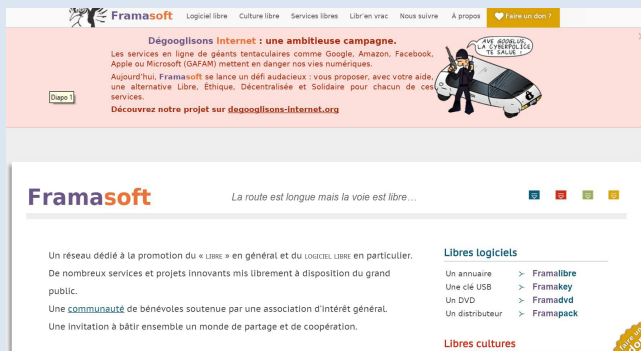 Framasoft Logiciel libre Culture libre Services libres Libr'en vrac Nous suivre À propos Faire un don ?
Dégooglisons Internet : une ambitieuse campagne.
Les services en ligne de géants tentaculaires comme Google, Amazon, Facebook,
Apple ou Microsoft (GAFAM) mettent en danger nos vies numériques.
Aujourd'hui, Framasoft se lance un défi audacieux : vous proposer, avec votre aide,
une alternative Libre, Éthique, Décentralisée et Solidaire pour chacun de ces
services.
Découvrez notre projet sur degooglisons-internet.org
AVE GOOGLE,
LA CYBERPOLICE
TE SALUE !
Diapo 1
Framasoft
La route est longue mais la voie est libre…
Un réseau dédié à la promotion du « LIBRE » en général et du LOGICIEL LIBRE en particulier.
De nombreux services et projets innovants mis librement à disposition du grand
public.
Une communauté de bénévoles soutenue par une association d'intérêt général.
Une invitation à bâtir ensemble un monde de partage et de coopération.
Libres logiciels
Un annuaire > Framalibre
Une clé USB > Framakey
Un DVD > Framadvd
Un distributeur > Framapack
Libres cultures
faire un